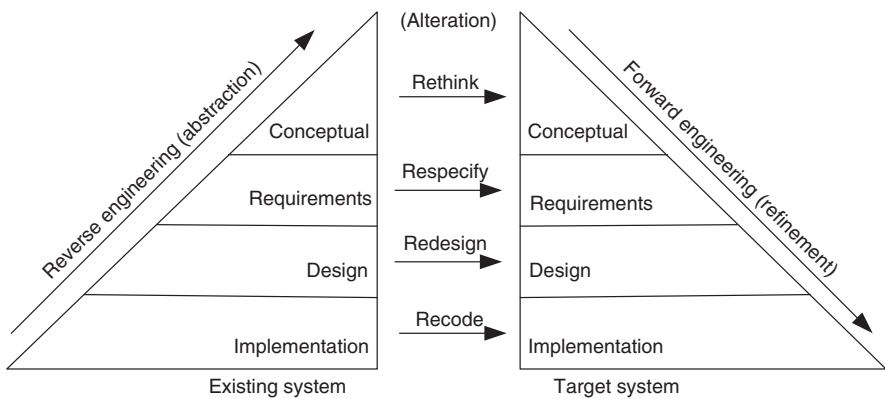 (Alteration)
Reverse engineering (abstraction)
Forward engineering (refinement)
Rethink
Conceptual
Conceptual
Respecify
Requirements
Requirements
Redesign
Design
Design
Recode
Implementation
Implementation
Existing system
Target system